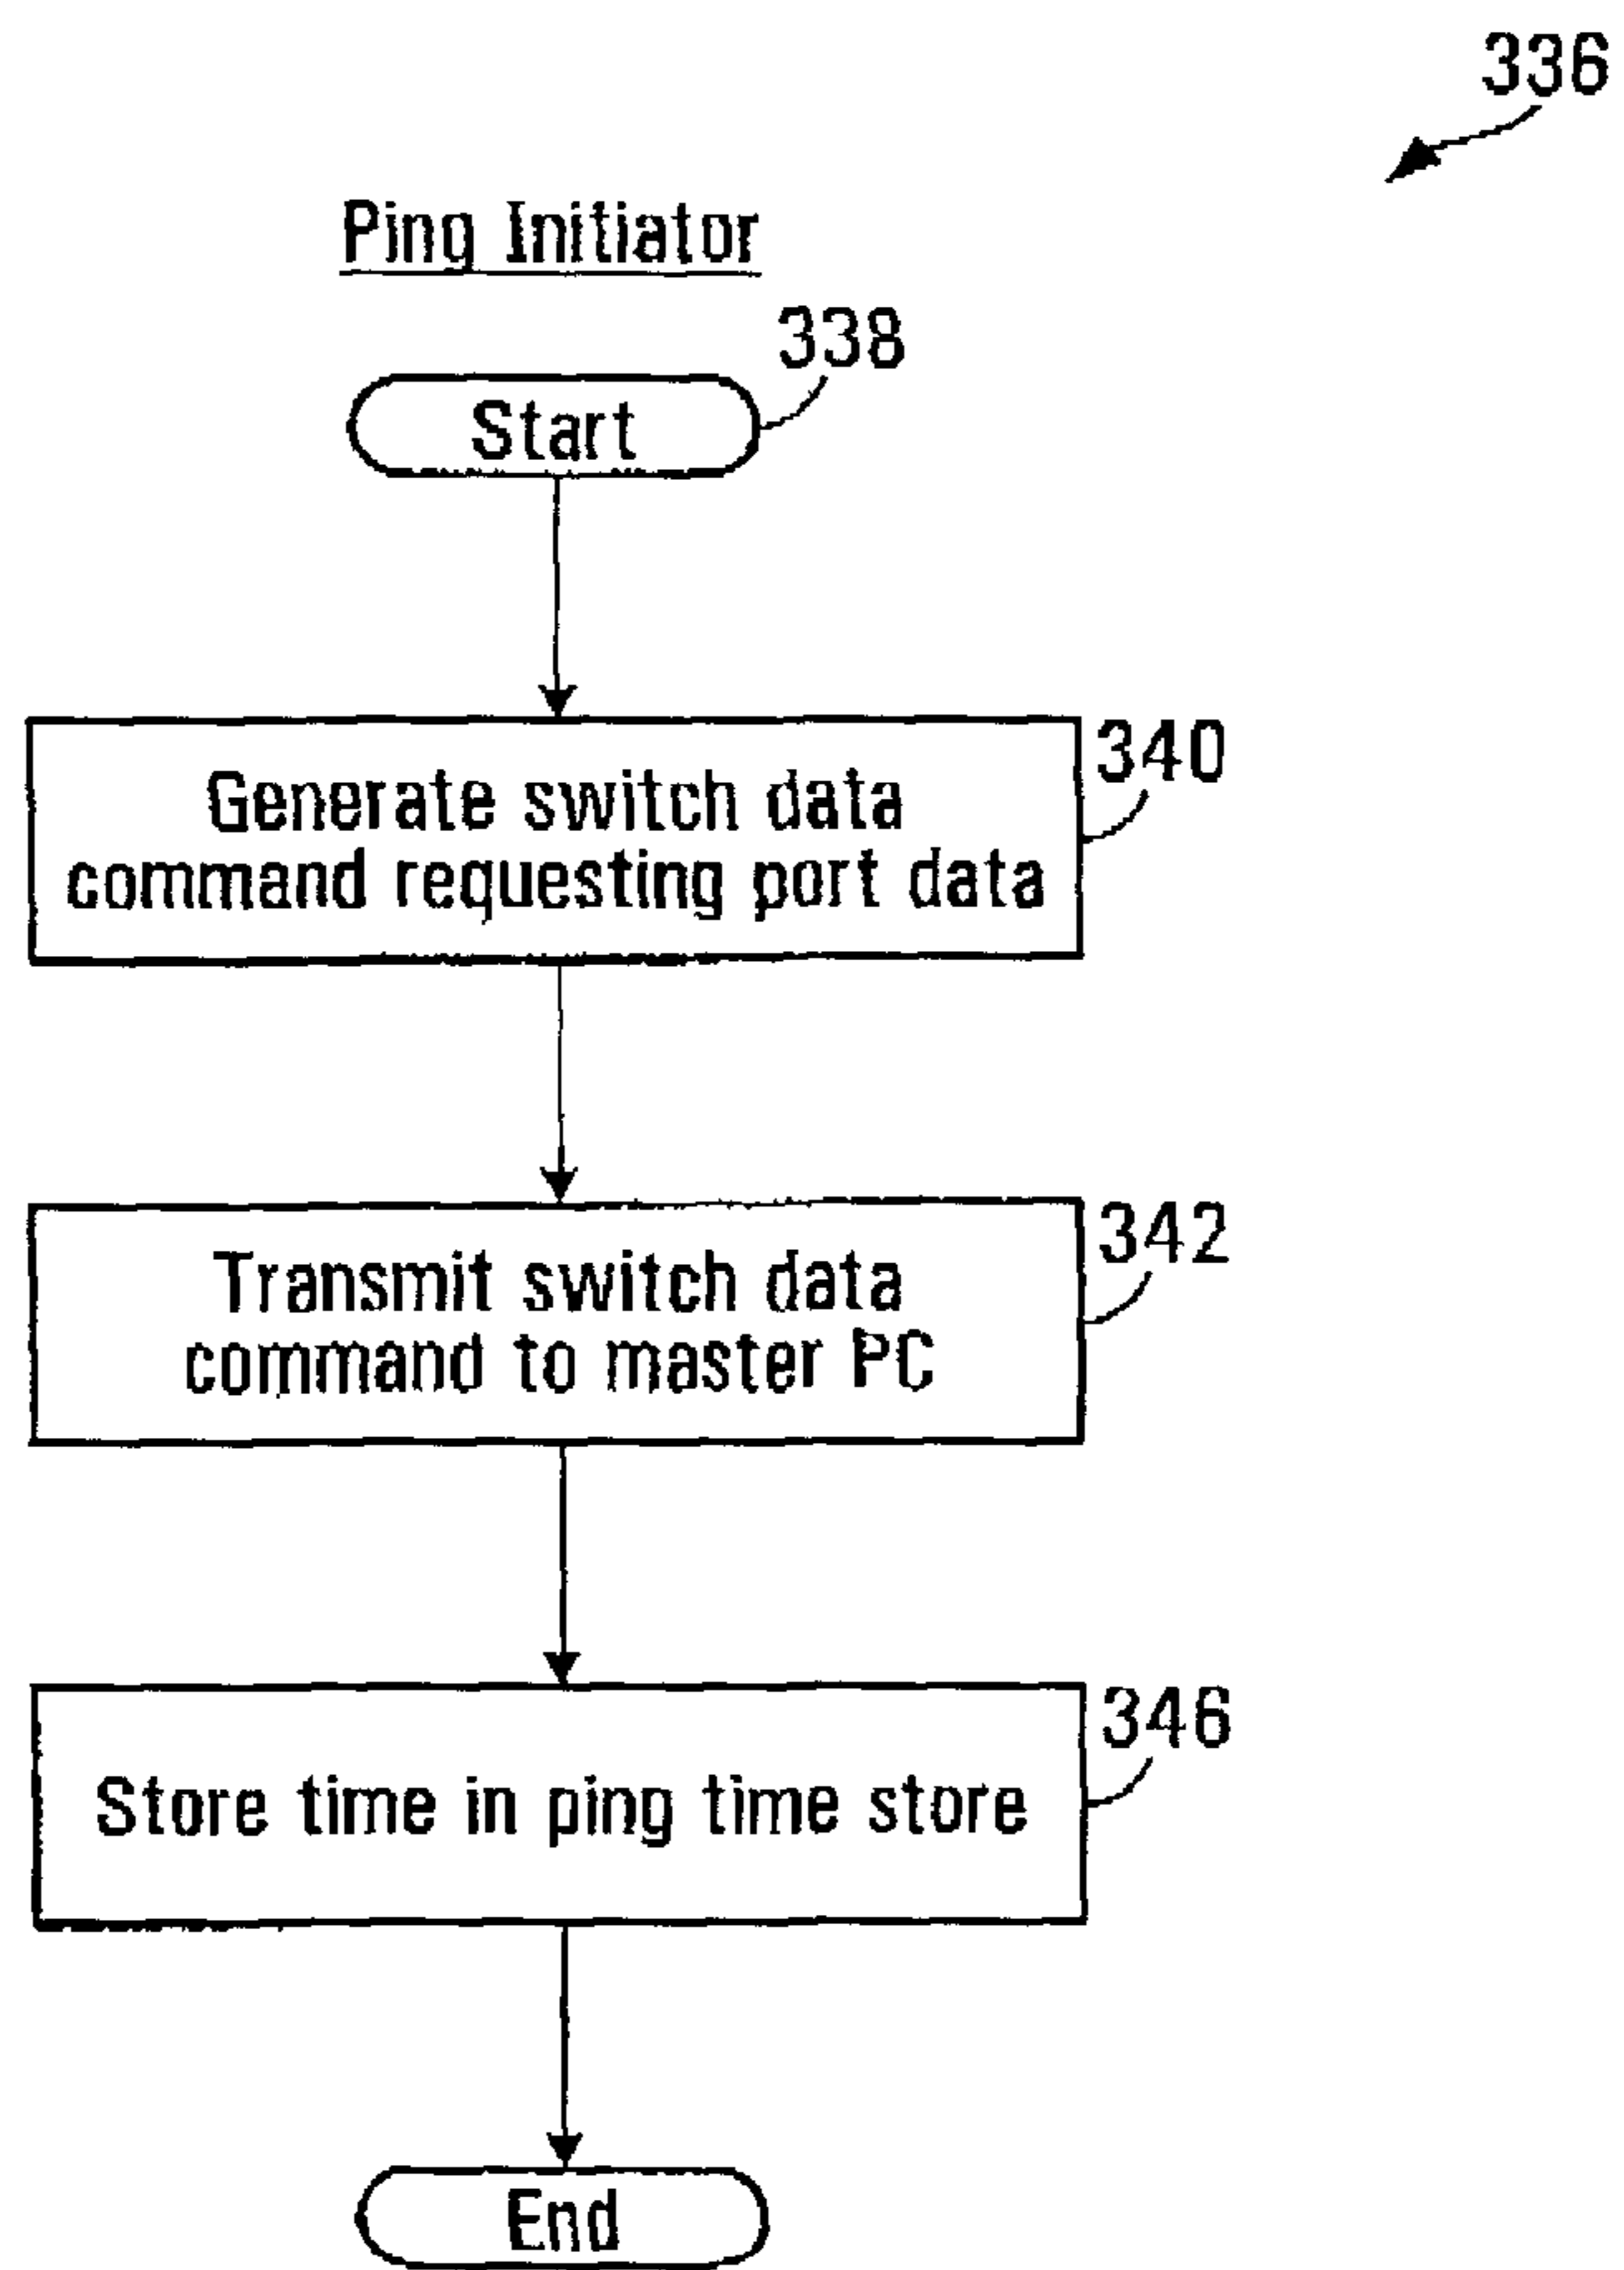 336
Ping Initiator
338
Start
340
Generate switch data
command requesting port data
342
Transmit switch data
command to master PC
346
Store time in ping time store
End